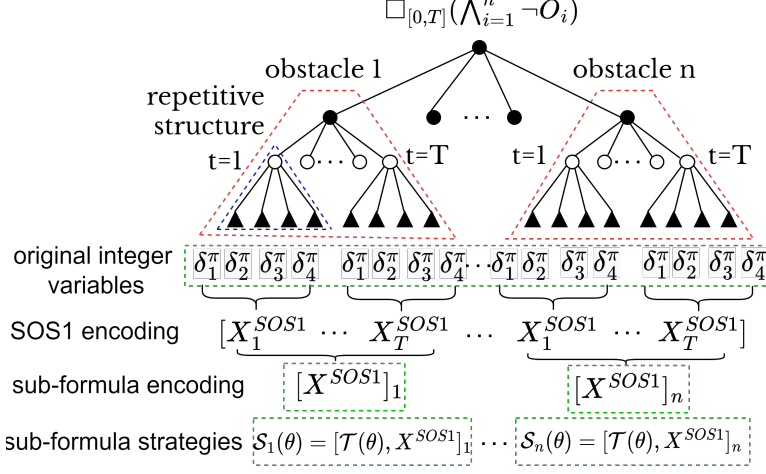 □[0,T](⋀ⁿᵢ₌₁ ¬Oᵢ)
obstacle 1 obstacle n
repetitive
structure
··· 
t=1 ··· t=T t=1 ··· t=T
original integer
variables
δ₁^π δ₂^π δ₃^π δ₄^π δ₁^π δ₂^π δ₃^π δ₄^π ··· δ₁^π δ₂^π δ₃^π δ₄^π δ₁^π δ₂^π δ₃^π δ₄^π
SOS1 encoding [X₁^SOS1 ··· X_T^SOS1 ··· X₁^SOS1 ··· X_T^SOS1]
sub-formula encoding [X^SOS1]₁ [X^SOS1]ₙ
sub-formula strategies S₁(θ) = [T(θ), X^SOS1]₁ ··· Sₙ(θ) = [T(θ), X^SOS1]ₙ